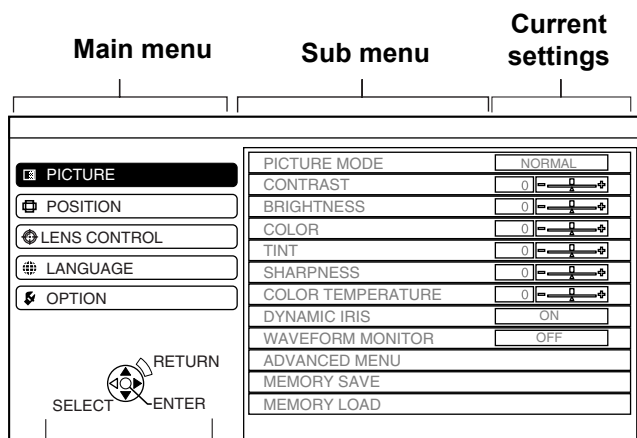 Main menu
Sub menu
Current
settings
PICTURE
POSITION
LENS CONTROL
LANGUAGE
OPTION
RETURN
SELECT
ENTER
PICTURE MODE NORMAL
CONTRAST 0
BRIGHTNESS 0
COLOR 0
TINT 0
SHARPNESS 0
COLOR TEMPERATURE 0
DYNAMIC IRIS ON
WAVEFORM MONITOR OFF
ADVANCED MENU
MEMORY SAVE
MEMORY LOAD